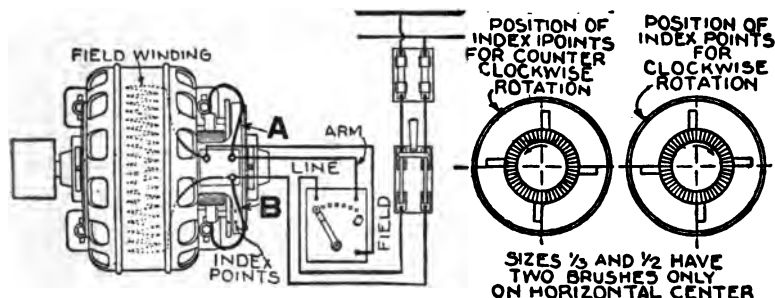 FIELD WINDING
A
ARM
LINE
B
FIELD
INDEX
POINTS
POSITION OF
INDEX IPOINTS
FOR COUNTER
CLOCKWISE
ROTATION
POSITION OF
INDEX POINTS
FOR
CLOCKWISE
ROTATION
SIZES 1/3 AND 1/2 HAVE
TWO BRUSHES ONLY
ON HORIZONTAL CENTER